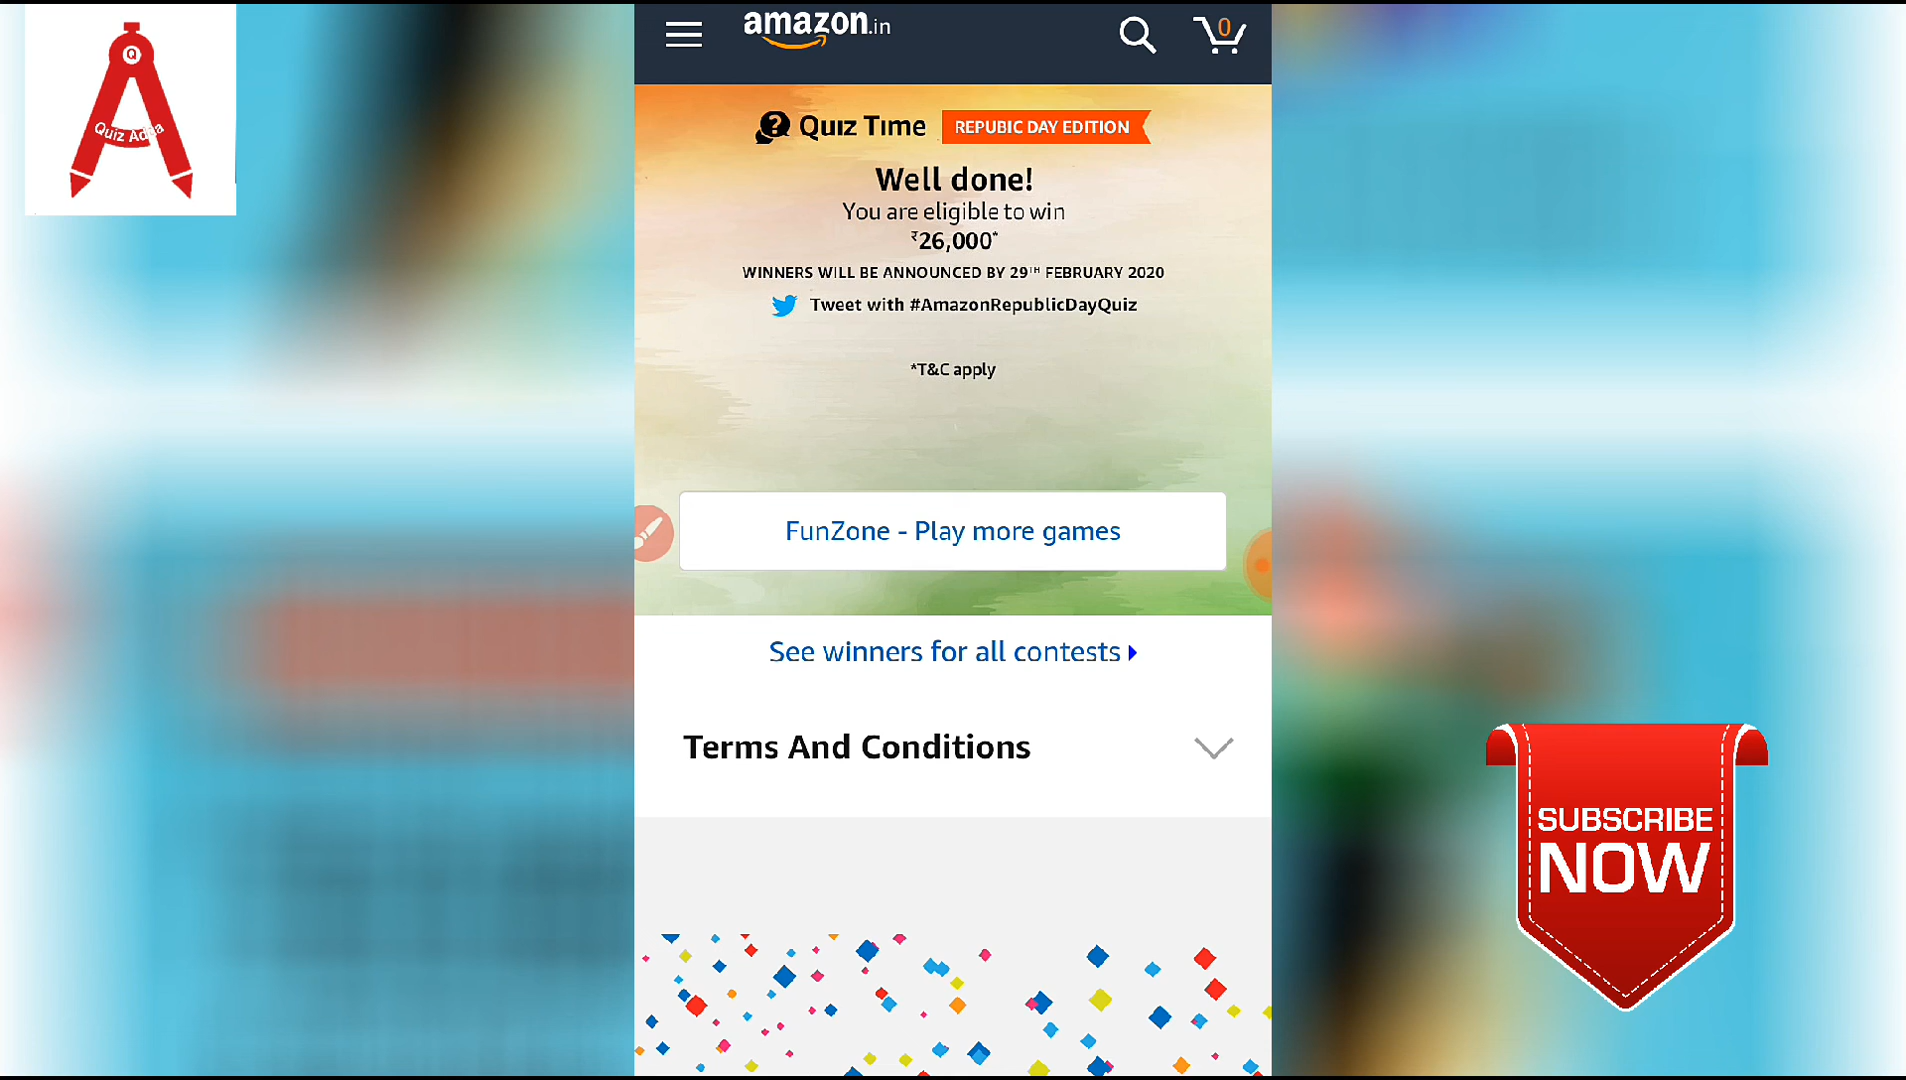 Q
Quiz Adda
amazon.in
0
Quiz Time
REPUBIC DAY EDITION
Well done!
You are eligible to win
₹26,000*
WINNERS WILL BE ANNOUNCED BY 29TH FEBRUARY 2020
Tweet with #AmazonRepublicDayQuiz
*T&C apply
FunZone - Play more games
See winners for all contests
Terms And Conditions
SUBSCRIBE
NOW